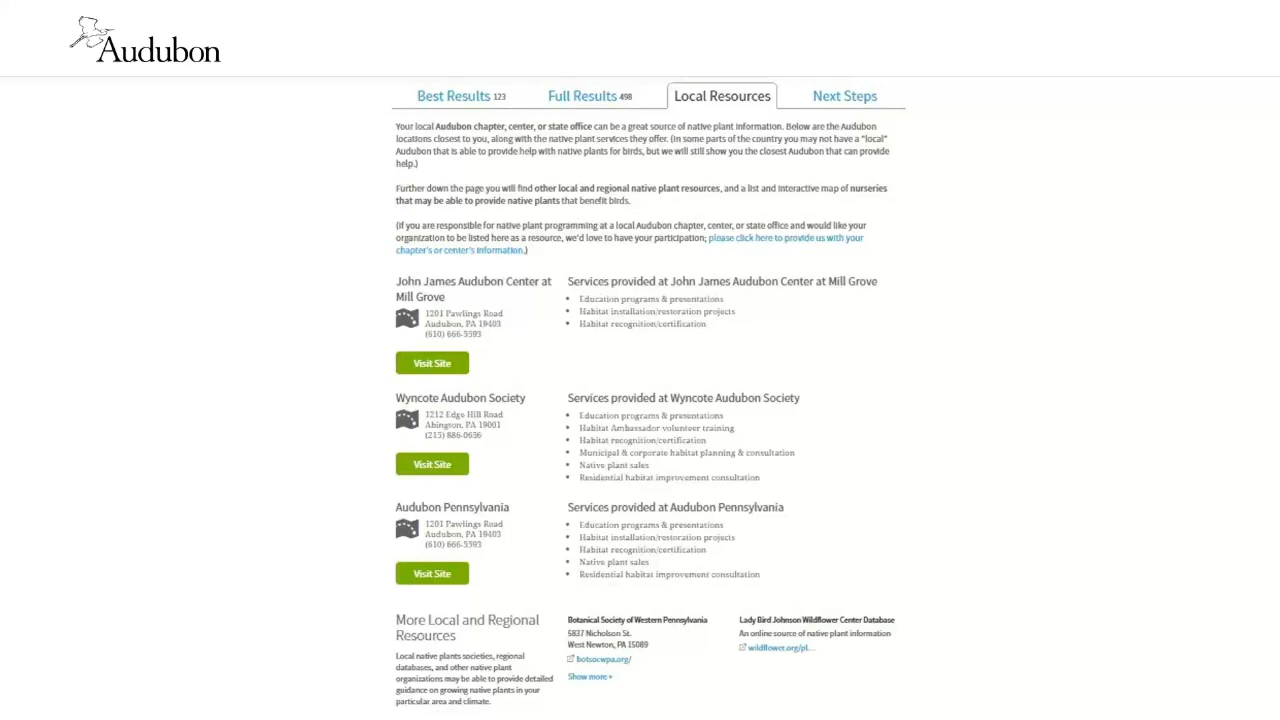 Audubon
Best Results 123
Full Results 498
Local Resources
Next Steps
Your local Audubon chapter, center, or state office can be a great source of native plant information. Below are the Audubon
locations closest to you, along with the native plant services they offer. (In some parts of the country you may not have a "local"
Audubon that is able to provide help with native plants for birds, but we will still show you the closest Audubon that can provide
help.)
Further down the page you will find other local and regional native plant resources, and a list and interactive map of nurseries
that may be able to provide native plants that benefit birds.
(If you are responsible for native plant programming at a local Audubon chapter, center, or state office and would like your
organization to be listed here as a resource, we'd love to have your participation; please click here to provide us with your
chapter's or center's information.)
John James Audubon Center at
Mill Grove
1201 Pawlings Road
Audubon, PA 19403
(610) 666-5593
Visit Site
Services provided at John James Audubon Center at Mill Grove
• Education programs & presentations
• Habitat installation/restoration projects
• Habitat recognition/certification
Wyncote Audubon Society
1212 Edge Hill Road
Abington, PA 19001
(215) 886-0656
Visit Site
Services provided at Wyncote Audubon Society
• Education programs & presentations
• Habitat Ambassador volunteer training
• Habitat recognition/certification
• Municipal & corporate habitat planning & consultation
• Native plant sales
• Residential habitat improvement consultation
Audubon Pennsylvania
1201 Pawlings Road
Audubon, PA 19403
(610) 666-5593
Visit Site
Services provided at Audubon Pennsylvania
• Education programs & presentations
• Habitat installation/restoration projects
• Habitat recognition/certification
• Native plant sales
• Residential habitat improvement consultation
More Local and Regional
Resources
Local native plants societies, regional
databases, and other native plant
organizations may be able to provide detailed
guidance on growing native plants in your
particular area and climate.
Botanical Society of Western Pennsylvania
5837 Nicholson St.
West Newton, PA 15089
botsocwpa.org/
Show more »
Lady Bird Johnson Wildflower Center Database
An online source of native plant information
wildflower.org/pl...